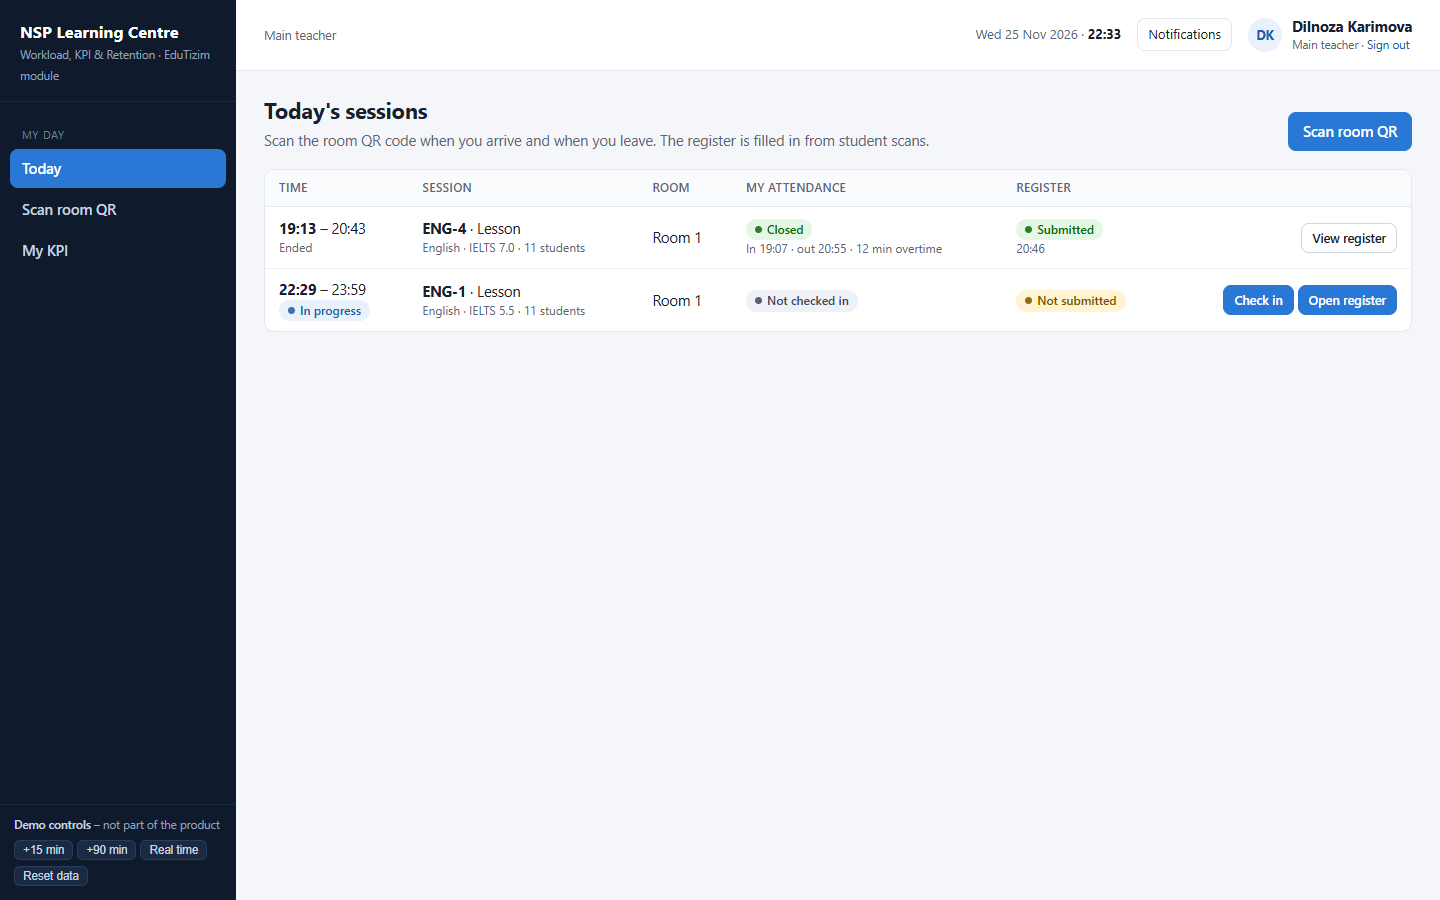 NSP Learning Centre
Workload, KPI & Retention · EduTizim
module
MY DAY
Today
Scan room QR
My KPI
Demo controls – not part of the product
+15 min +90 min Real time
Reset data
Main teacher
Wed 25 Nov 2026 · 22:33
Notifications
DK
Dilnoza Karimova
Main teacher · Sign out
Today's sessions
Scan the room QR code when you arrive and when you leave. The register is filled in from student scans.
Scan room QR
TIME SESSION ROOM MY ATTENDANCE REGISTER
19:13 – 20:43 ENG-4 · Lesson Room 1 Closed Submitted View register
Ended English · IELTS 7.0 · 11 students In 19:07 · out 20:55 · 12 min overtime 20:46
22:29 – 23:59 ENG-1 · Lesson Room 1 Not checked in Not submitted Check in Open register
In progress English · IELTS 5.5 · 11 students